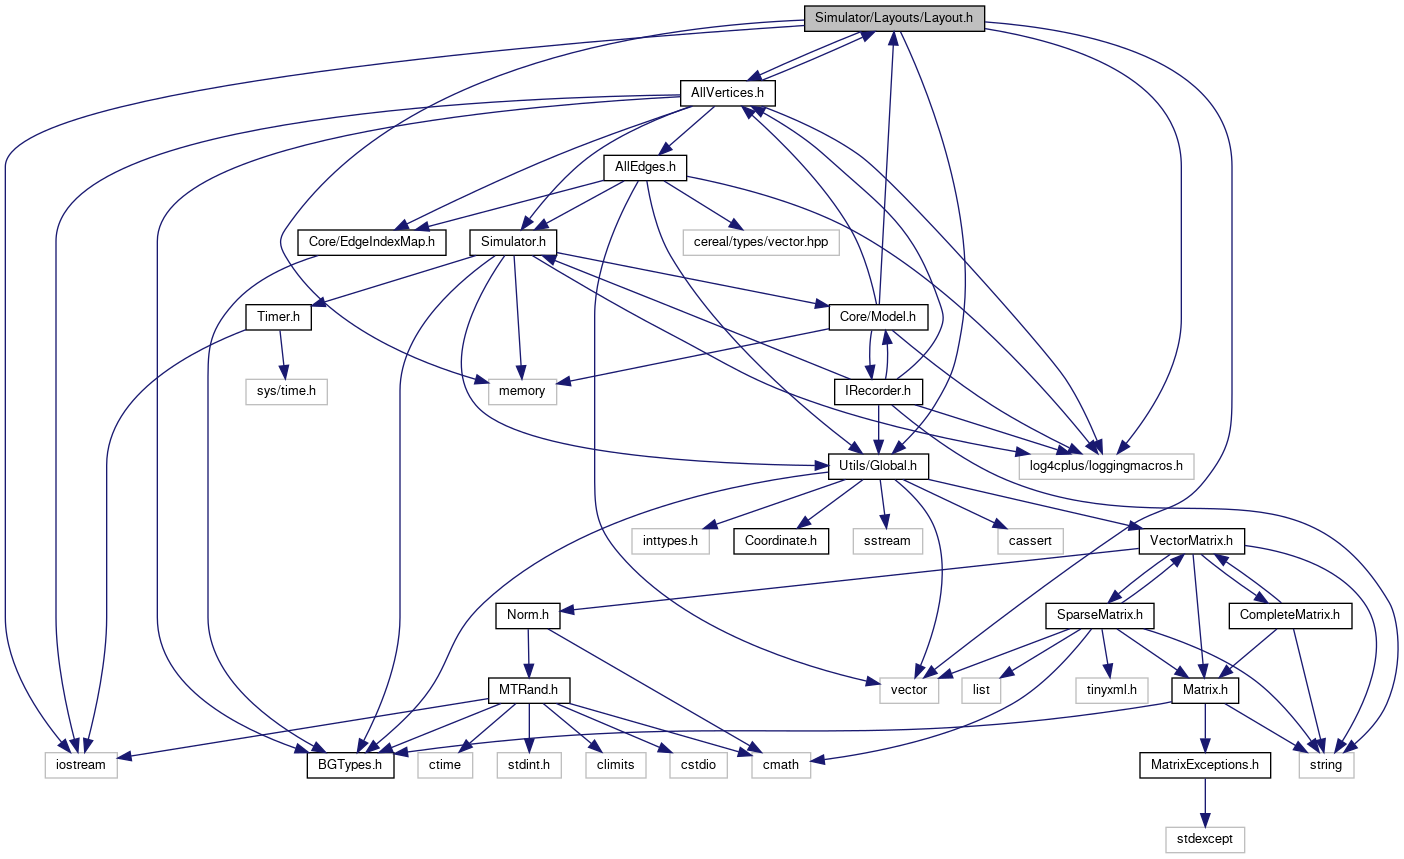 Simulator/Layouts/Layout.h
AllVertices.h
AllEdges.h
Core/EdgeIndexMap.h
Simulator.h
cereal/types/vector.hpp
Timer.h
Core/Model.h
sys/time.h
memory
IRecorder.h
Utils/Global.h
log4cplus/loggingmacros.h
inttypes.h
Coordinate.h
sstream
cassert
VectorMatrix.h
Norm.h
SparseMatrix.h
CompleteMatrix.h
MTRand.h
vector
list
tinyxml.h
Matrix.h
iostream
BGTypes.h
ctime
stdint.h
climits
cstdio
cmath
MatrixExceptions.h
string
stdexcept